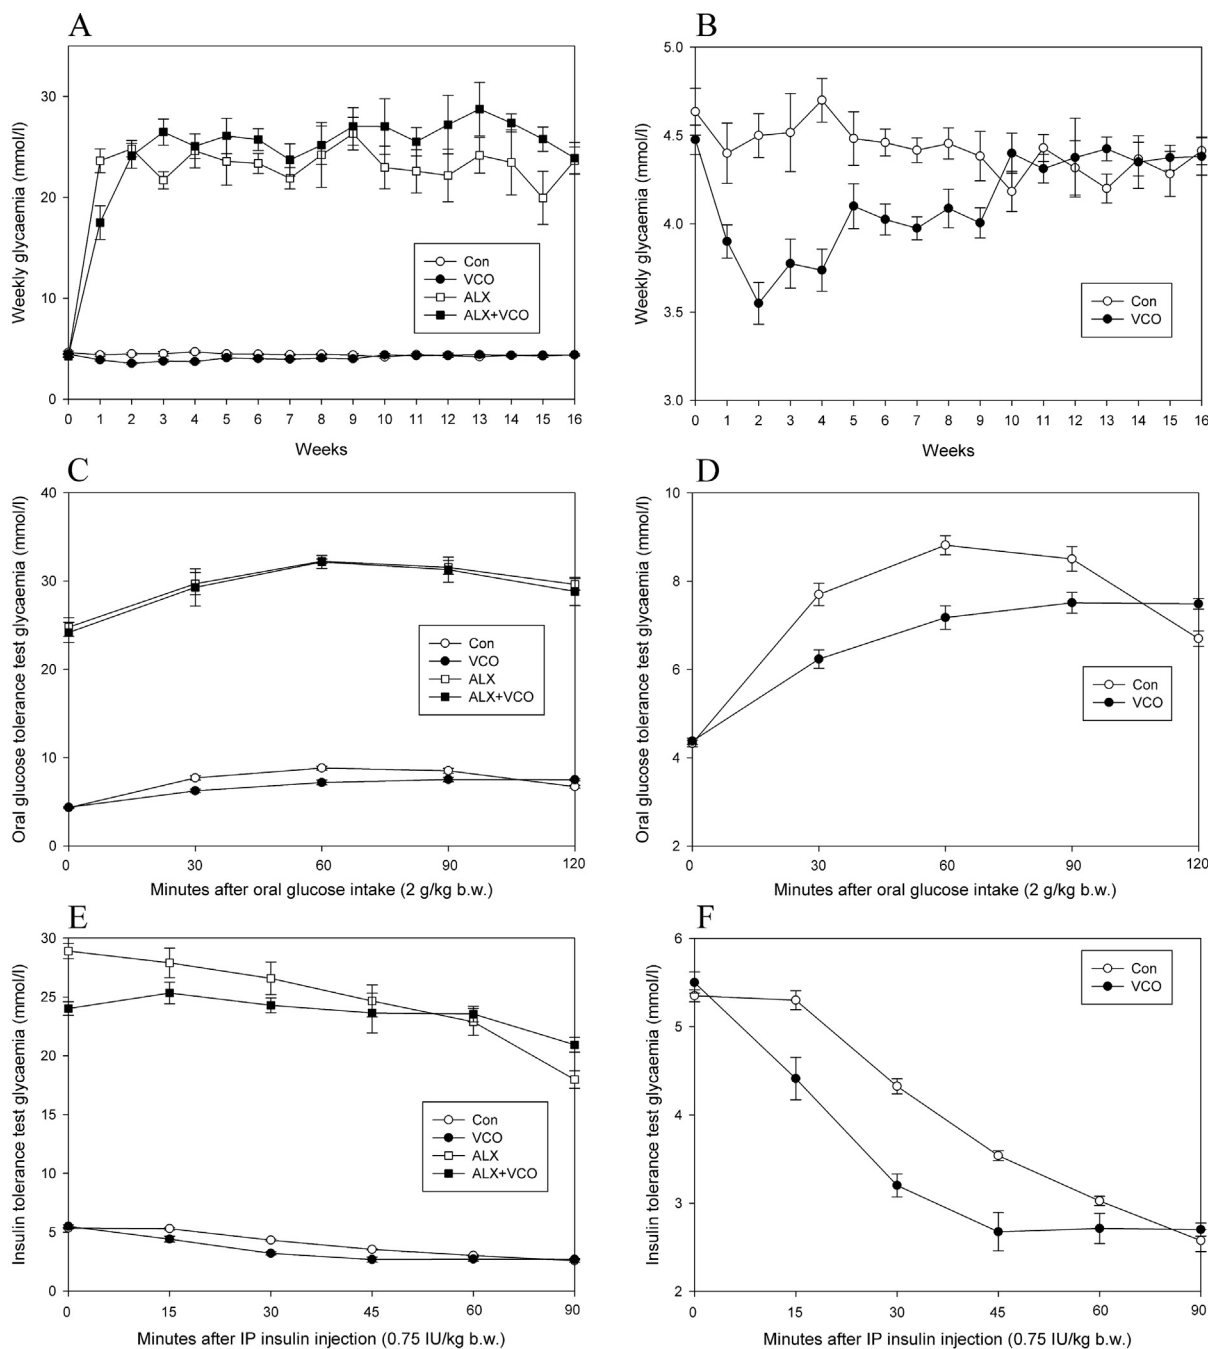 A
Weekly glycaemia (mmol/l)
30
20
10
0
Con
VCO
ALX
ALX+VCO
0 1 2 3 4 5 6 7 8 9 10 11 12 13 14 15 16
Weeks
B
Weekly glycaemia (mmol/l)
5.0
4.5
4.0
3.5
3.0
Con
VCO
0 1 2 3 4 5 6 7 8 9 10 11 12 13 14 15 16
Weeks
C
Oral glucose tolerance test glycaemia (mmol/l)
40
30
20
10
0
Con
VCO
ALX
ALX+VCO
0 30 60 90 120
Minutes after oral glucose intake (2 g/kg b.w.)
D
Oral glucose tolerance test glycaemia (mmol/l)
10
8
6
4
2
Con
VCO
0 30 60 90 120
Minutes after oral glucose intake (2 g/kg b.w.)
E
Insulin tolerance test glycaemia (mmol/l)
30
25
20
15
10
5
0
Con
VCO
ALX
ALX+VCO
0 15 30 45 60 90
Minutes after IP insulin injection (0.75 IU/kg b.w.)
F
Insulin tolerance test glycaemia (mmol/l)
6
5
4
3
2
Con
VCO
0 15 30 45 60 90
Minutes after IP insulin injection (0.75 IU/kg b.w.)